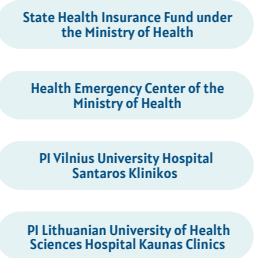 State Health Insurance Fund under
the Ministry of Health
Health Emergency Center of the
Ministry of Health
PI Vilnius University Hospital
Santaros Klinikos
PI Lithuanian University of Health
Sciences Hospital Kaunas Clinics